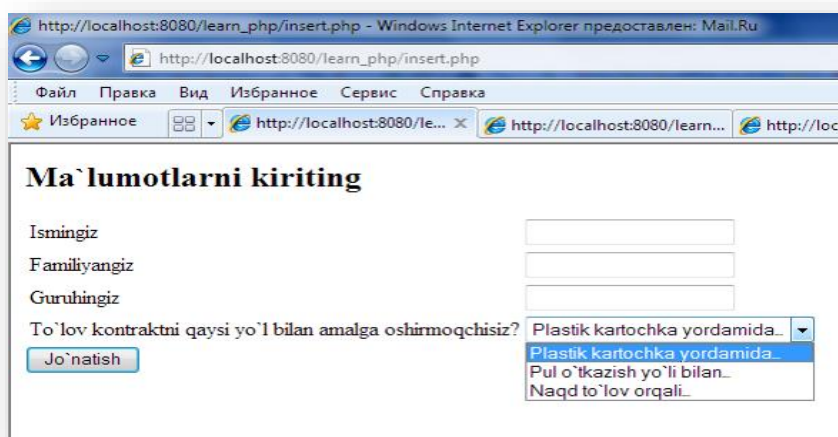 http://localhost:8080/learn_php/insert.php - Windows Internet Explorer предоставлен: Mail.Ru
http://localhost:8080/learn_php/insert.php
Файл Правка Вид Избранное Сервис Справка
Избранное http://localhost:8080/le... http://localhost:8080/learn... http://loc
Ma`lumotlarni kiriting
Ismingiz
Familiyangiz
Guruhingiz
To`lov kontraktni qaysi yo`l bilan amalga oshirmoqchisiz? Plastik kartochka yordamida...
Jo`natish Plastik kartochka yordamida...
Pul o`tkazish yo`li bilan...
Naqd to`lov orqali...